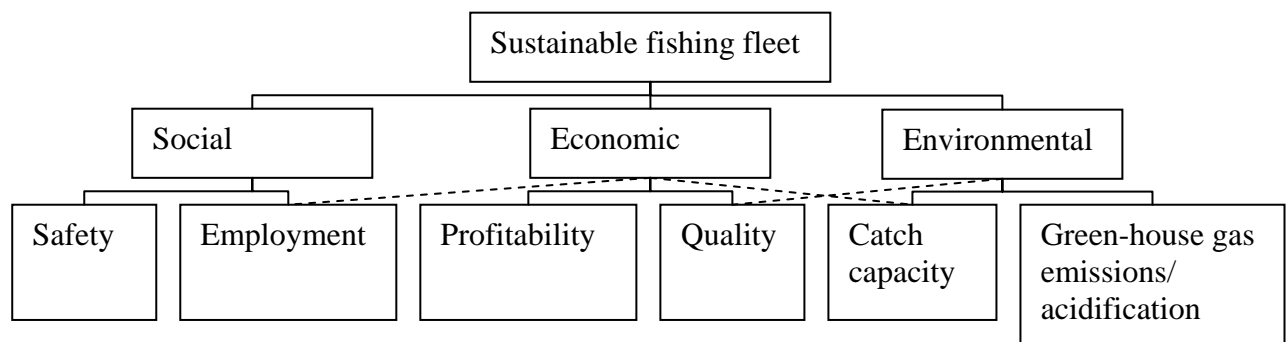 Sustainable fishing fleet
Social
Economic
Environmental
Safety
Employment
Profitability
Quality
Catch
capacity
Green-house gas
emissions/
acidification